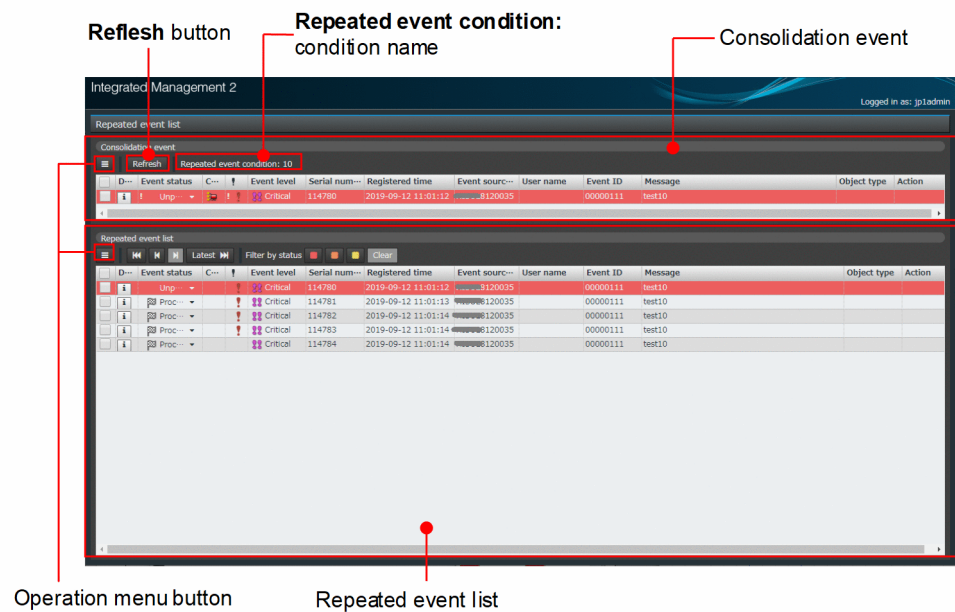 Reflesh button
Repeated event condition:
condition name
Consolidation event
Integrated Management 2
Logged in as: jp1admin
Repeated event list
Consolidation event
Refresh Repeated event condition: 10
D··· Event status C··· ! Event level Serial num··· Registered time Event sourc··· User name Event ID Message Object type Action
i ! Unp··· ! ! Critical 114780 2019-09-12 11:01:12 8120035 00000111 test10
Repeated event list
Latest Filter by status Clear
D··· Event status C··· ! Event level Serial num··· Registered time Event sourc··· User name Event ID Message Object type Action
i Unp··· ! Critical 114780 2019-09-12 11:01:12 8120035 00000111 test10
i Proc··· ! Critical 114781 2019-09-12 11:01:13 8120035 00000111 test10
i Proc··· ! Critical 114782 2019-09-12 11:01:14 8120035 00000111 test10
i Proc··· ! Critical 114783 2019-09-12 11:01:14 8120035 00000111 test10
i Proc··· Critical 114784 2019-09-12 11:01:14 8120035 00000111 test10
Operation menu button
Repeated event list